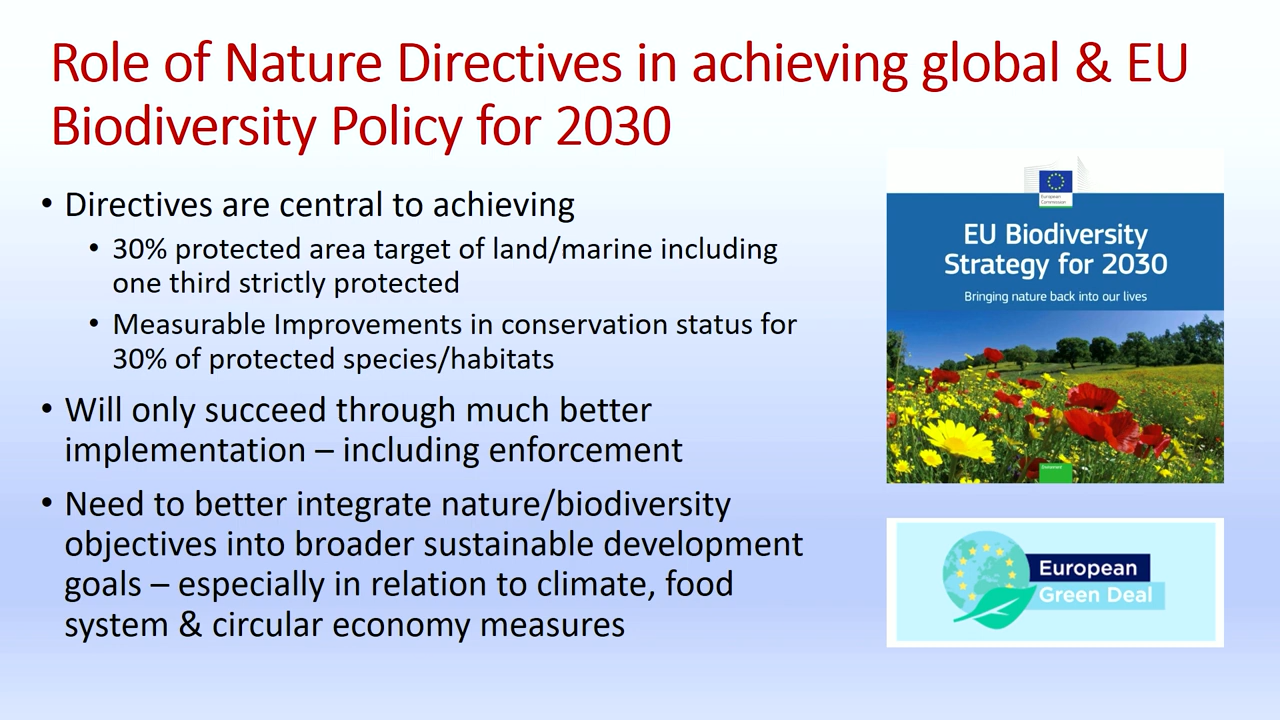 Role of Nature Directives in achieving global & EU
Biodiversity Policy for 2030
• Directives are central to achieving
• 30% protected area target of land/marine including
one third strictly protected
• Measurable Improvements in conservation status for
30% of protected species/habitats
• Will only succeed through much better
implementation – including enforcement
• Need to better integrate nature/biodiversity
objectives into broader sustainable development
goals – especially in relation to climate, food
system & circular economy measures
European
Commission
EU Biodiversity
Strategy for 2030
Bringing nature back into our lives
Environment
European
Green Deal